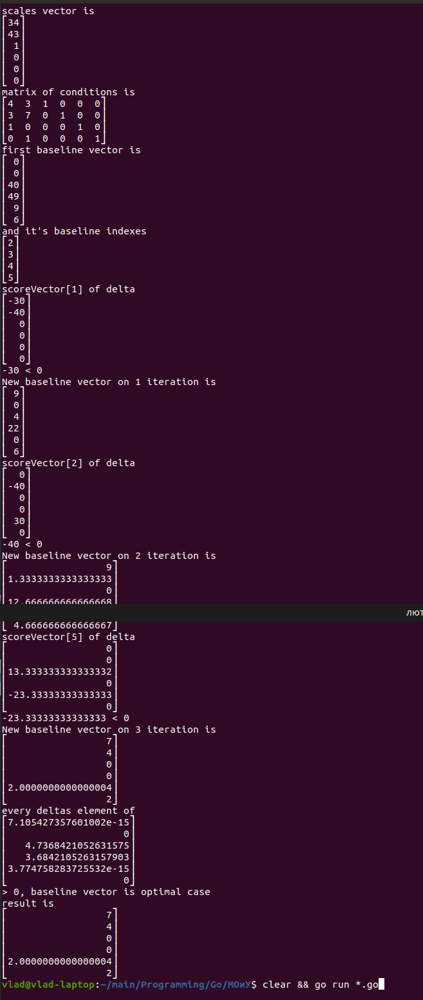 scales vector is
⎡34⎤
⎢43⎥
⎢ 1⎥
⎢ 0⎥
⎢ 0⎥
⎣ 0⎦
matrix of conditions is
⎡4  3  1  0  0  0⎤
⎢3  7  0  1  0  0⎥
⎢1  0  0  0  1  0⎥
⎣0  1  0  0  0  1⎦
first baseline vector is
⎡ 0⎤
⎢ 0⎥
⎢40⎥
⎢49⎥
⎢ 9⎥
⎣ 6⎦
and it's baseline indexes
⎡2⎤
⎢3⎥
⎢4⎥
⎣5⎦
scoreVector[1] of delta
⎡-30⎤
⎢-40⎥
⎢  0⎥
⎢  0⎥
⎢  0⎥
⎣  0⎦
-30 < 0
New baseline vector on 1 iteration is
⎡ 9⎤
⎢ 0⎥
⎢ 4⎥
⎢22⎥
⎢ 0⎥
⎣ 6⎦
scoreVector[2] of delta
⎡  0⎤
⎢-40⎥
⎢  0⎥
⎢  0⎥
⎢ 30⎥
⎣  0⎦
-40 < 0
New baseline vector on 2 iteration is
⎡                 9⎤
⎢1.3333333333333333⎥
⎢                 0⎥
⎢12.666666666666668⎥
лют
⎣ 4.666666666666667⎦
scoreVector[5] of delta
⎡                 0⎤
⎢                 0⎥
⎢13.333333333333332⎥
⎢                 0⎥
⎢-23.33333333333333⎥
⎣                 0⎦
-23.33333333333333 < 0
New baseline vector on 3 iteration is
⎡                 7⎤
⎢                 4⎥
⎢                 0⎥
⎢                 0⎥
⎢2.0000000000000004⎥
⎣                 2⎦
every deltas element of
⎡7.105427357601002e-15⎤
⎢                    0⎥
⎢   4.7368421052631575⎥
⎢   3.6842105263157903⎥
⎢3.774758283725532e-15⎥
⎣                    0⎦
> 0, baseline vector is optimal case
result is
⎡                 7⎤
⎢                 4⎥
⎢                 0⎥
⎢                 0⎥
⎢2.0000000000000004⎥
⎣                 2⎦
vlad@vlad-laptop:~/main/Programming/Go/МОиУ$ clear && go run *.go